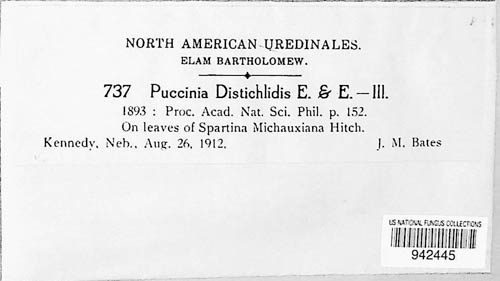 NORTH AMERICAN UREDINALES.
ELAM BARTHOLOMEW.
737 Puccinia Distichlidis E. & E. — III.
1893 : Proc. Acad. Nat. Sci. Phil. p. 152.
On leaves of Spartina Michauxiana Hitch.
Kennedy, Neb., Aug. 26, 1912. J. M. Bates
US NATIONAL FUNGUS COLLECTIONS
942445